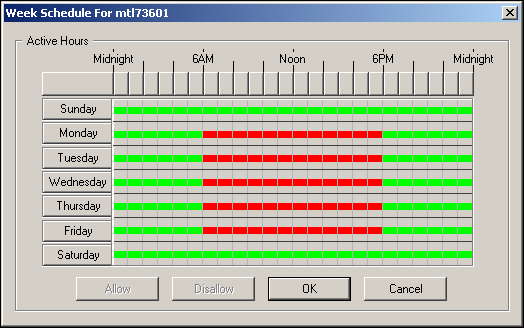 Week Schedule For mtl73601
Active Hours
Midnight 6AM Noon 6PM Midnight
Sunday
Monday
Tuesday
Wednesday
Thursday
Friday
Saturday
Allow Disallow OK Cancel